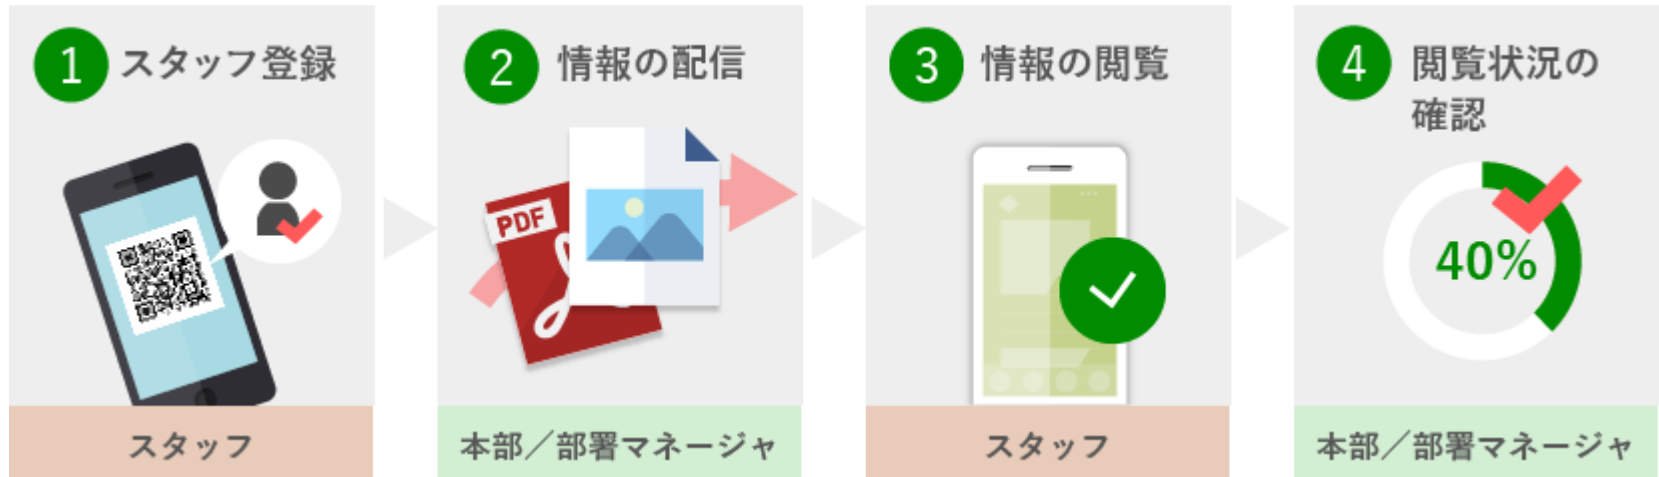 1 スタッフ登録
スタッフ
2 情報の配信
PDF
本部／部署マネージャ
3 情報の閲覧
スタッフ
4 閲覧状況の
確認
40%
本部／部署マネージャ